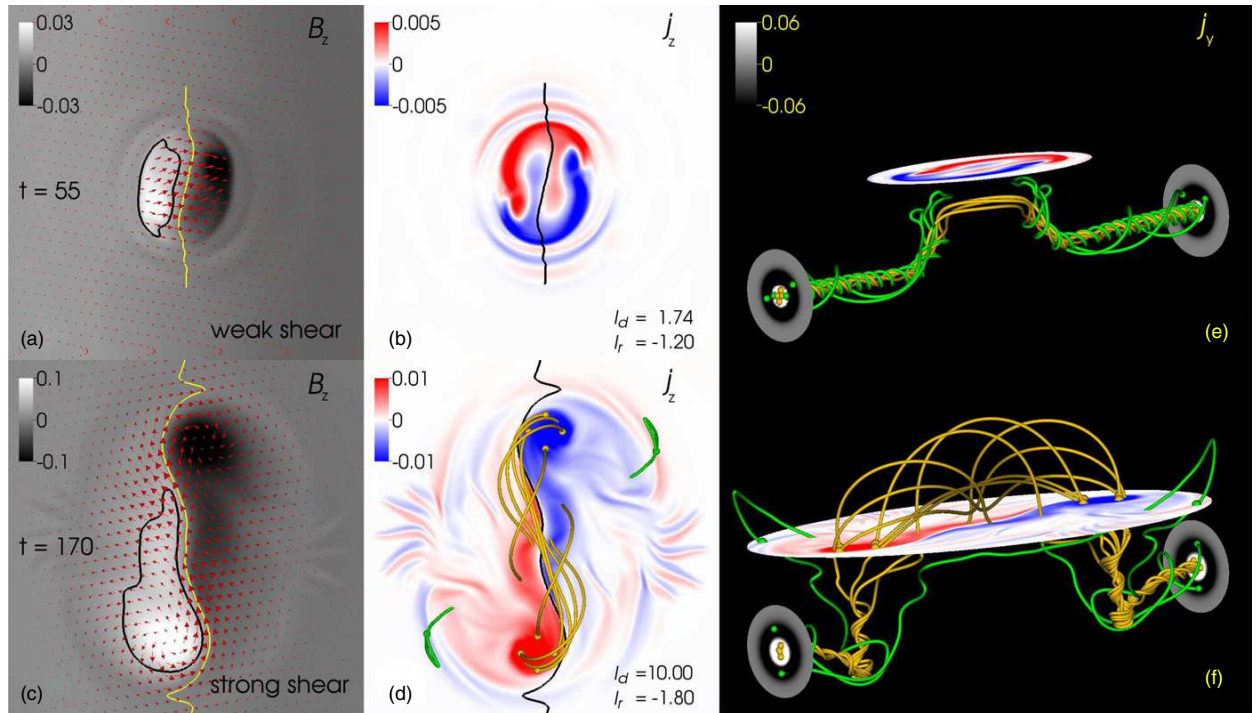 0.03
0
-0.03
B_z
t = 55
(a)
weak shear
0.005
0
-0.005
j_z
(b)
I_d = 1.74
I_r = -1.20
0.06
0
-0.06
j_y
(e)
0.1
0
-0.1
B_z
t = 170
(c)
strong shear
0.01
0
-0.01
j_z
(d)
I_d =10.00
I_r = -1.80
(f)